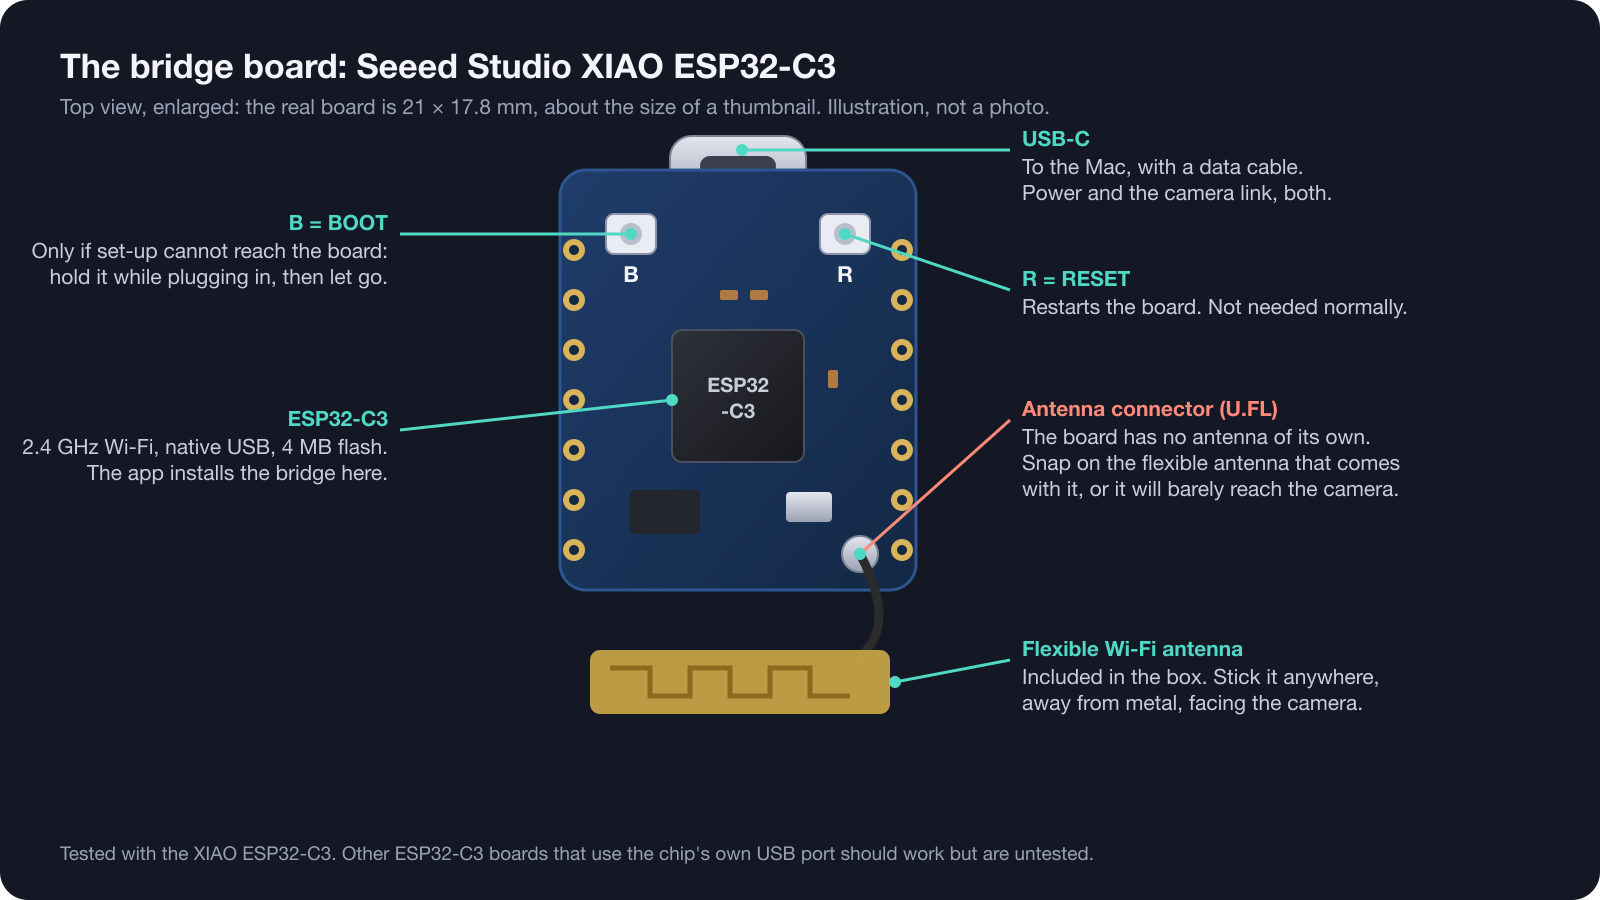 The bridge board: Seeed Studio XIAO ESP32-C3
Top view, enlarged: the real board is 21 × 17.8 mm, about the size of a thumbnail. Illustration, not a photo.
USB-C
To the Mac, with a data cable.
Power and the camera link, both.
B = BOOT
Only if set-up cannot reach the board:
hold it while plugging in, then let go.
B
R
R = RESET
Restarts the board. Not needed normally.
ESP32
-C3
ESP32-C3
2.4 GHz Wi-Fi, native USB, 4 MB flash.
The app installs the bridge here.
Antenna connector (U.FL)
The board has no antenna of its own.
Snap on the flexible antenna that comes
with it, or it will barely reach the camera.
Flexible Wi-Fi antenna
Included in the box. Stick it anywhere,
away from metal, facing the camera.
Tested with the XIAO ESP32-C3. Other ESP32-C3 boards that use the chip's own USB port should work but are untested.